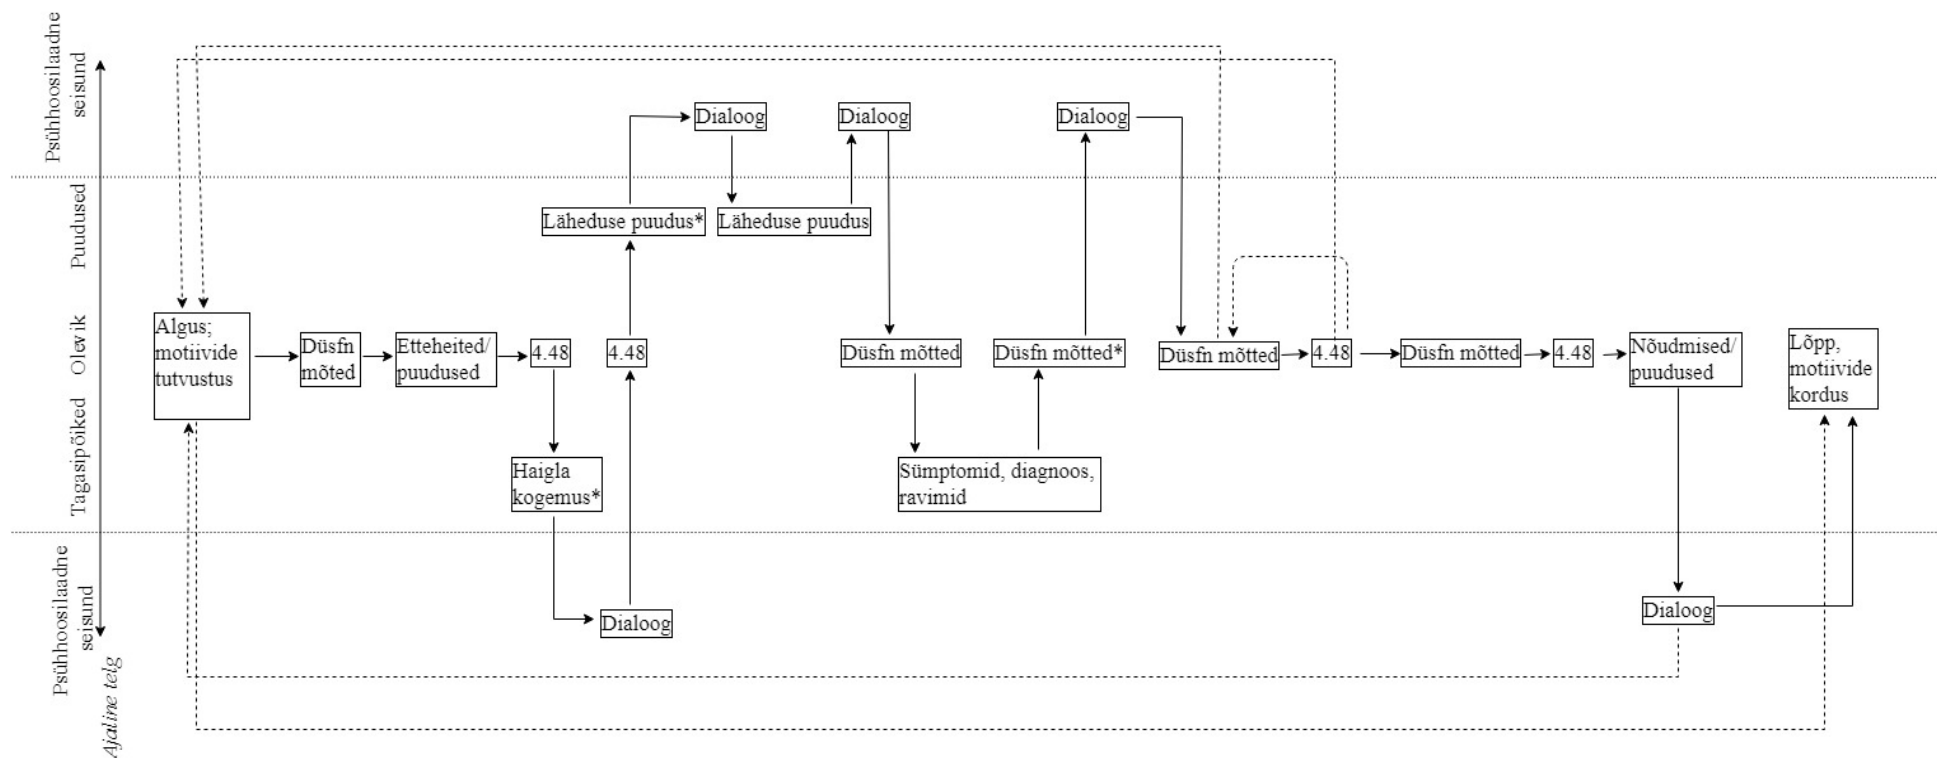 Psühhoosilaadne
seisund
Puudused
Olevik
Tagasipõiked
Psühhoosilaadne
seisund
Ajaline telg
Dialoog
Dialoog
Dialoog
Läheduse puudus*
Läheduse puudus
Algus;
motiivide
tutvustus
Düsfn
mõted
Etteheited/
puudused
4.48
4.48
Düsfn mõtted
Düsfn mõtted*
Düsfn mõtted
4.48
Düsfn mõtted
4.48
Nõudmised/
puudused
Lõpp,
motiivide
kordus
Haigla
kogemus*
Sümptomid, diagnoos,
ravimid
Dialoog
Dialoog